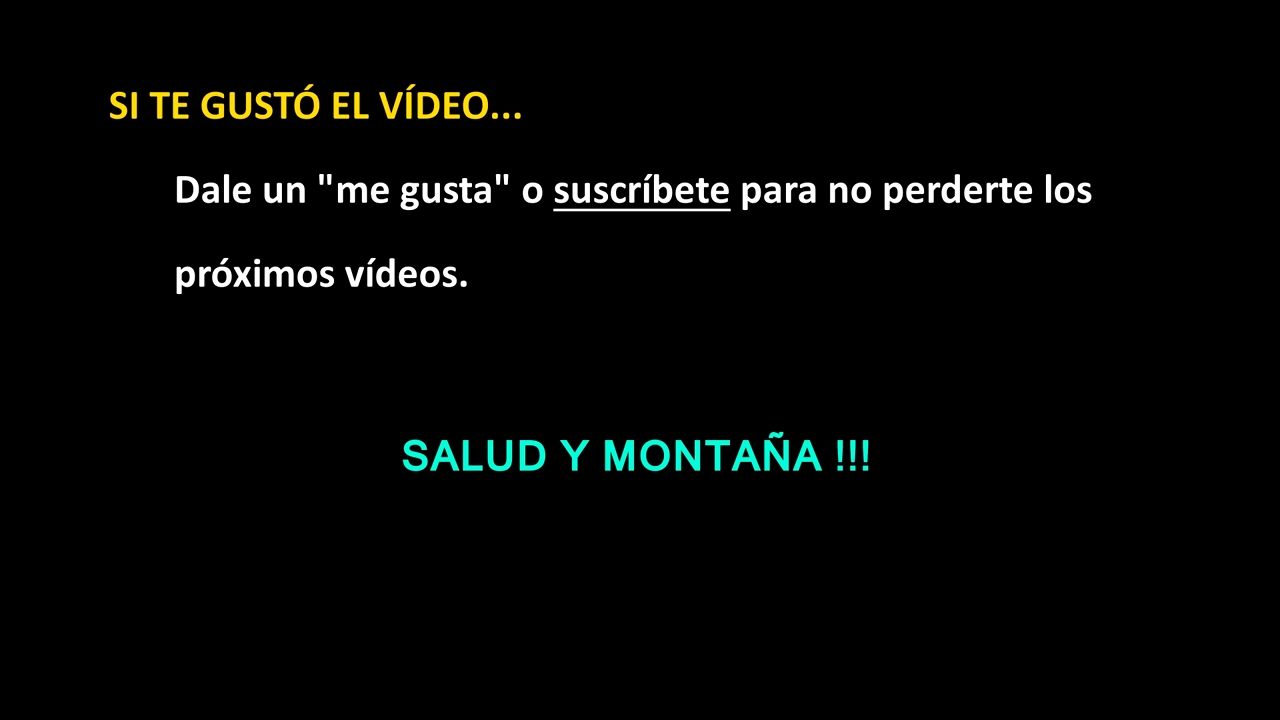 SI TE GUSTÓ EL VÍDEO...
Dale un "me gusta" o suscríbete para no perderte los
próximos vídeos.
SALUD Y MONTAÑA !!!